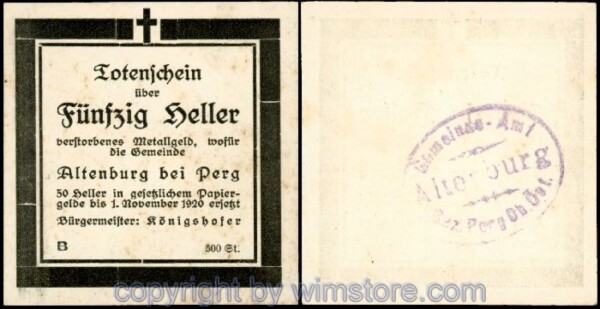 Totenschein
über
Fünfzig Heller
verstorbenes Metallgeld, wofür
die Gemeinde
Altenburg bei Perg
50 Heller in gesetzlichem Papier-
gelde bis 1. November 1920 ersetzt
Bürgermeister: Königshofer
B 500 St.
Gemeinde-Amt
Altenburg
Bez. Perg Ob. Öst.
copyright by wimstore.com